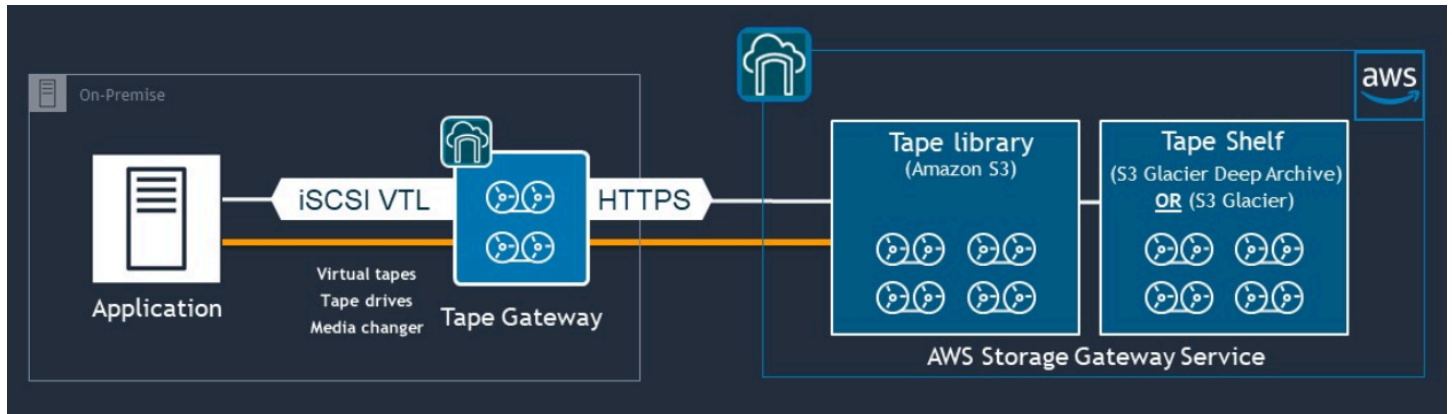 On-Premise
Application
iSCSI VTL
Virtual tapes
Tape drives
Media changer
Tape Gateway
HTTPS
aws
Tape library
(Amazon S3)
Tape Shelf
(S3 Glacier Deep Archive)
OR (S3 Glacier)
AWS Storage Gateway Service